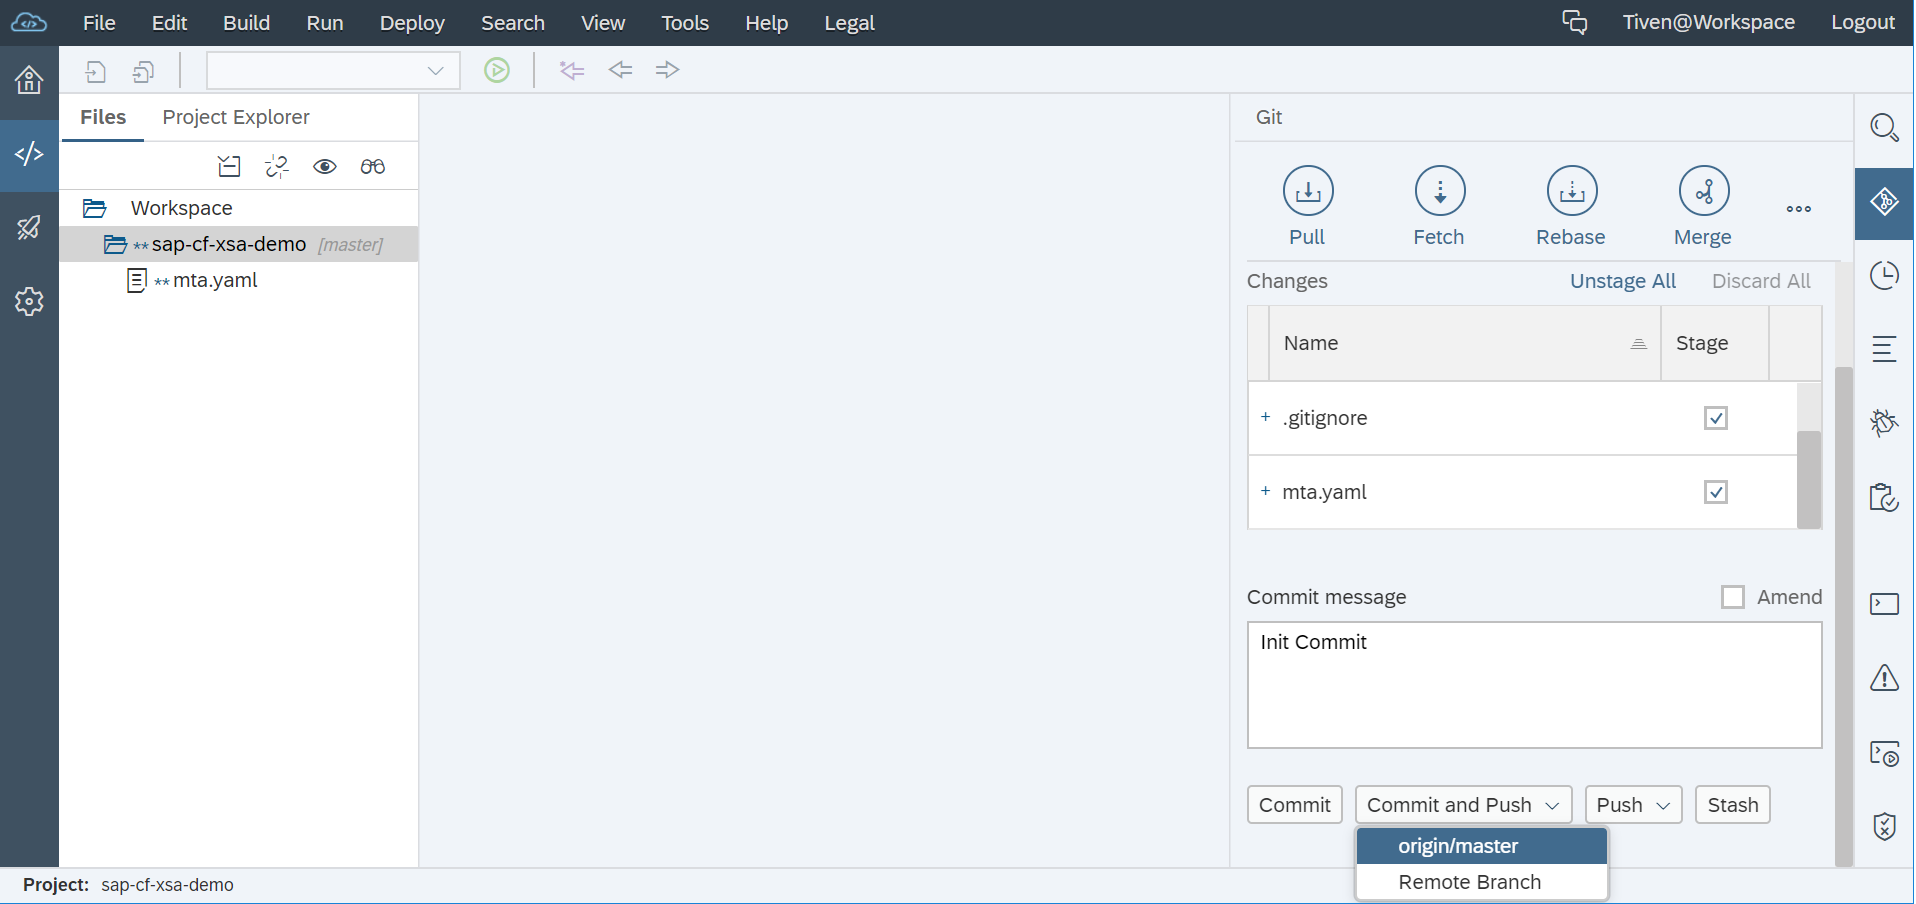 File Edit Build Run Deploy Search View Tools Help Legal Tiven@Workspace Logout
Files Project Explorer
Git
Pull Fetch Rebase Merge
Workspace
** sap-cf-xsa-demo [master]
** mta.yaml
Changes Unstage All Discard All
Name Stage
+ .gitignore
+ mta.yaml
Commit message Amend
Init Commit
Commit Commit and Push Push Stash
origin/master
Remote Branch
Project: sap-cf-xsa-demo